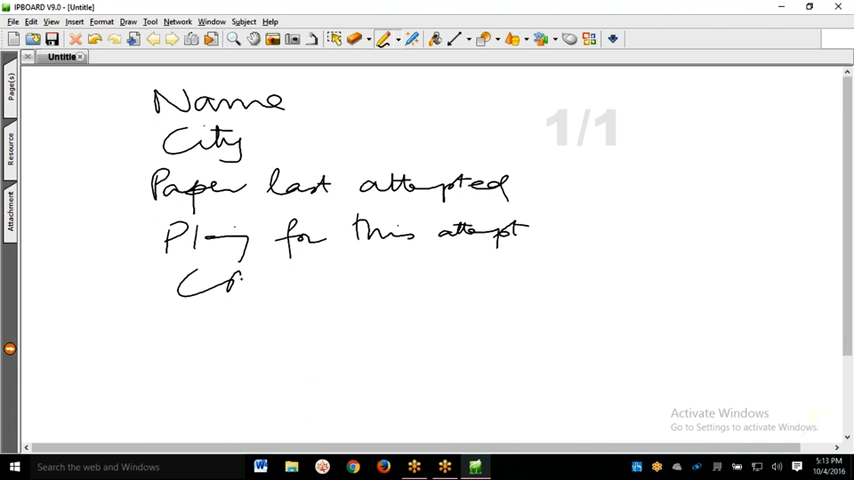 IPBOARD V9.0 - [Untitled]
File Edit View Insert Format Draw Tool Network Window Subject Help
Untitle
Page(s)
Resource
Attachment
1/1
Name
City
Paper last attempted
for this attempt
Activate Windows
Go to Settings to activate Windows.
Search the web and Windows
5:13 PM
10/4/2016